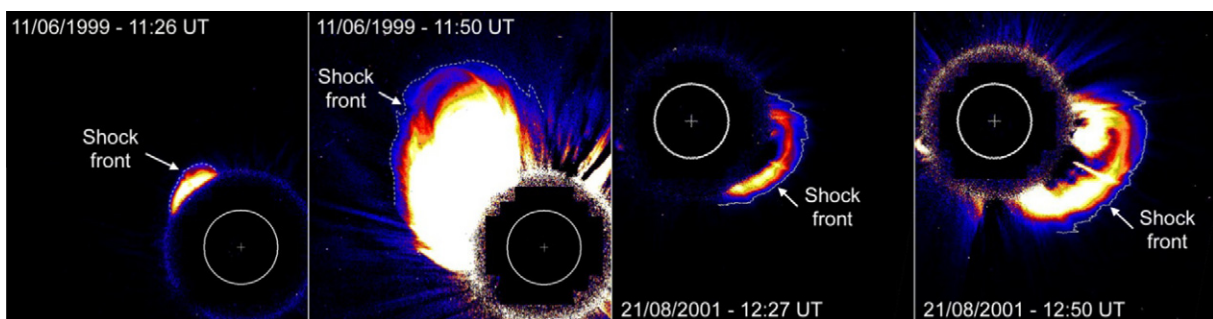 11/06/1999 - 11:26 UT
Shock
front
11/06/1999 - 11:50 UT
Shock
front
Shock
front
21/08/2001 - 12:27 UT
Shock
front
21/08/2001 - 12:50 UT